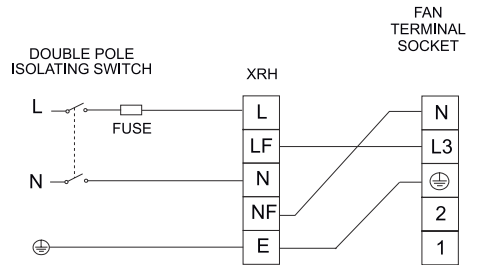 FAN
TERMINAL
SOCKET
DOUBLE POLE
ISOLATING SWITCH
XRH
L
FUSE
L
N
LF
L3
N
N
NF
2
E
1